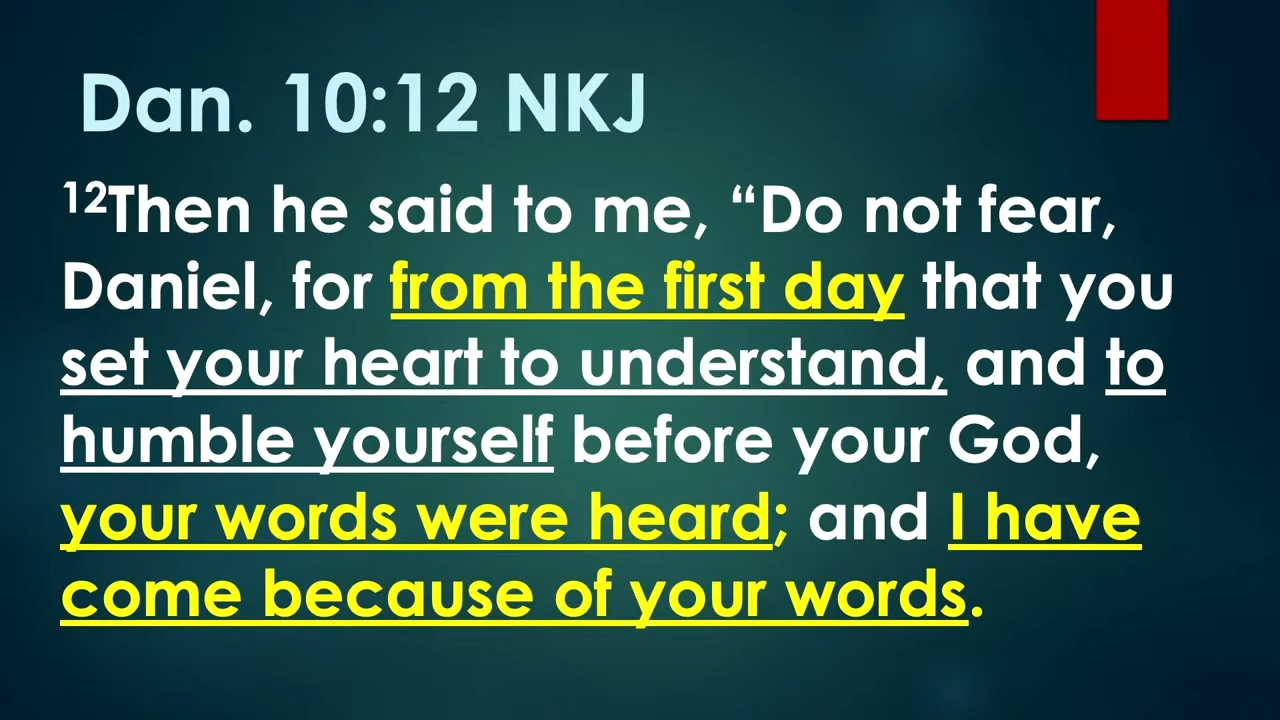 Dan. 10:12 NKJ
12Then he said to me, “Do not fear,
Daniel, for from the first day that you
set your heart to understand, and to
humble yourself before your God,
your words were heard; and I have
come because of your words.